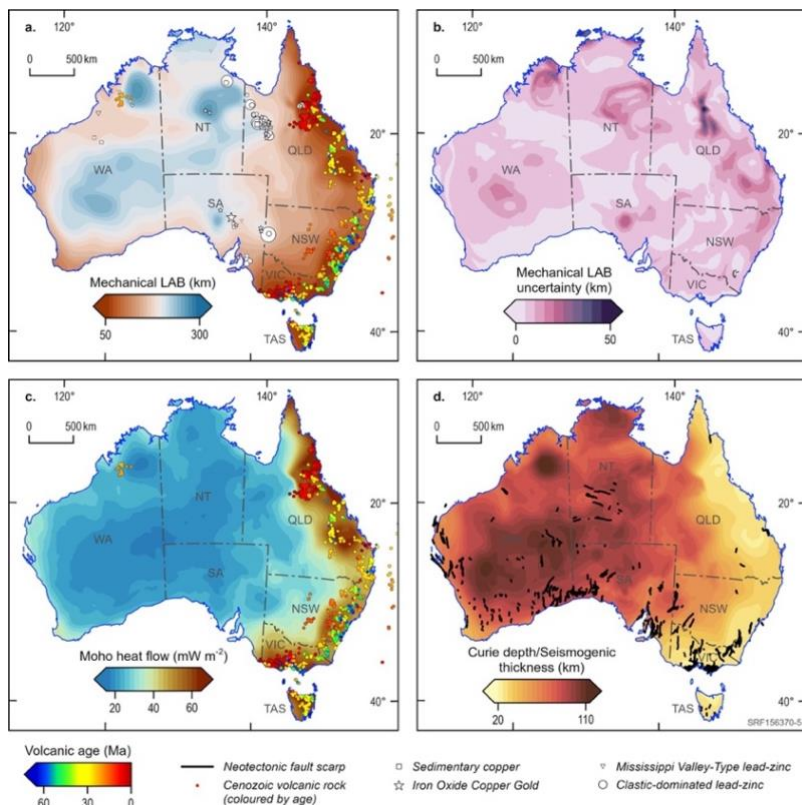 120° 140°
a.
0 500 km
NT
20°
WA
QLD
SA
NSW
Mechanical LAB (km)
VIC
50 300
TAS
40°
120° 140°
b.
0 500 km
NT
20°
WA
QLD
SA
NSW
Mechanical LAB
uncertainty (km)
VIC
0 50
TAS
40°
120° 140°
c.
0 500 km
NT
20°
WA
QLD
SA
NSW
Moho heat flow (mW m⁻²)
VIC
20 40 60
TAS
40°
120° 140°
d.
0 500 km
NT
20°
QLD
SA
NSW
Curie depth/Seismogenic
thickness (km)
VIC
20 110
TAS
40°
SRF156370-5
Volcanic age (Ma)
60 30 0
Neotectonic fault scarp
Cenozoic volcanic rock
(coloured by age)
Sedimentary copper
Iron Oxide Copper Gold
Mississippi Valley-Type lead-zinc
Clastic-dominated lead-zinc